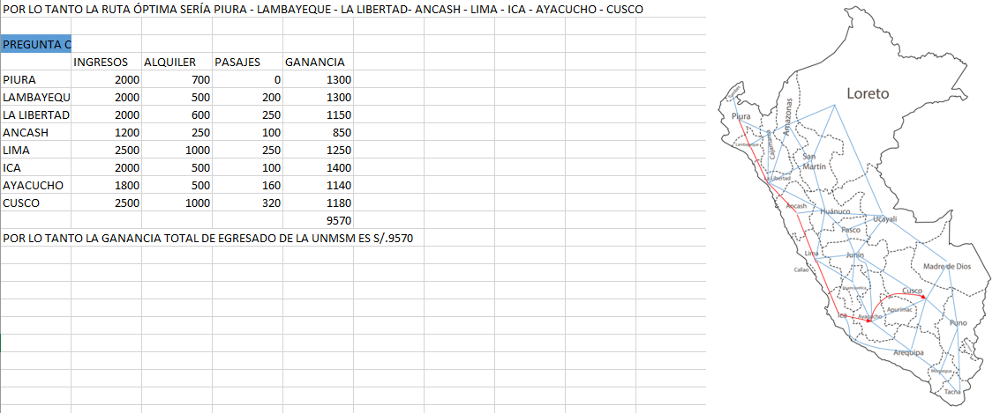 POR LO TANTO LA RUTA ÓPTIMA SERÍA PIURA - LAMBAYEQUE - LA LIBERTAD- ANCASH - LIMA - ICA - AYACUCHO - CUSCO
PREGUNTA C
INGRESOS ALQUILER PASAJES GANANCIA
PIURA 2000 700 0 1300
LAMBAYEQU 2000 500 200 1300
LA LIBERTAD 2000 600 250 1150
ANCASH 1200 250 100 850
LIMA 2500 1000 250 1250
ICA 2000 500 100 1400
AYACUCHO 1800 500 160 1140
CUSCO 2500 1000 320 1180
9570
POR LO TANTO LA GANANCIA TOTAL DE EGRESADO DE LA UNMSM ES S/.9570
Loreto
Tumbes
Piura
Amazonas
Lambayeque
Cajamarca
San
Martín
La Libertad
Ancash
Huánuco
Ucayali
Pasco
Lima
Junín
Callao
Madre de Dios
Huancavelica
Cusco
Ica
Ayacucho
Apurímac
Puno
Arequipa
Moquegua
Tacna